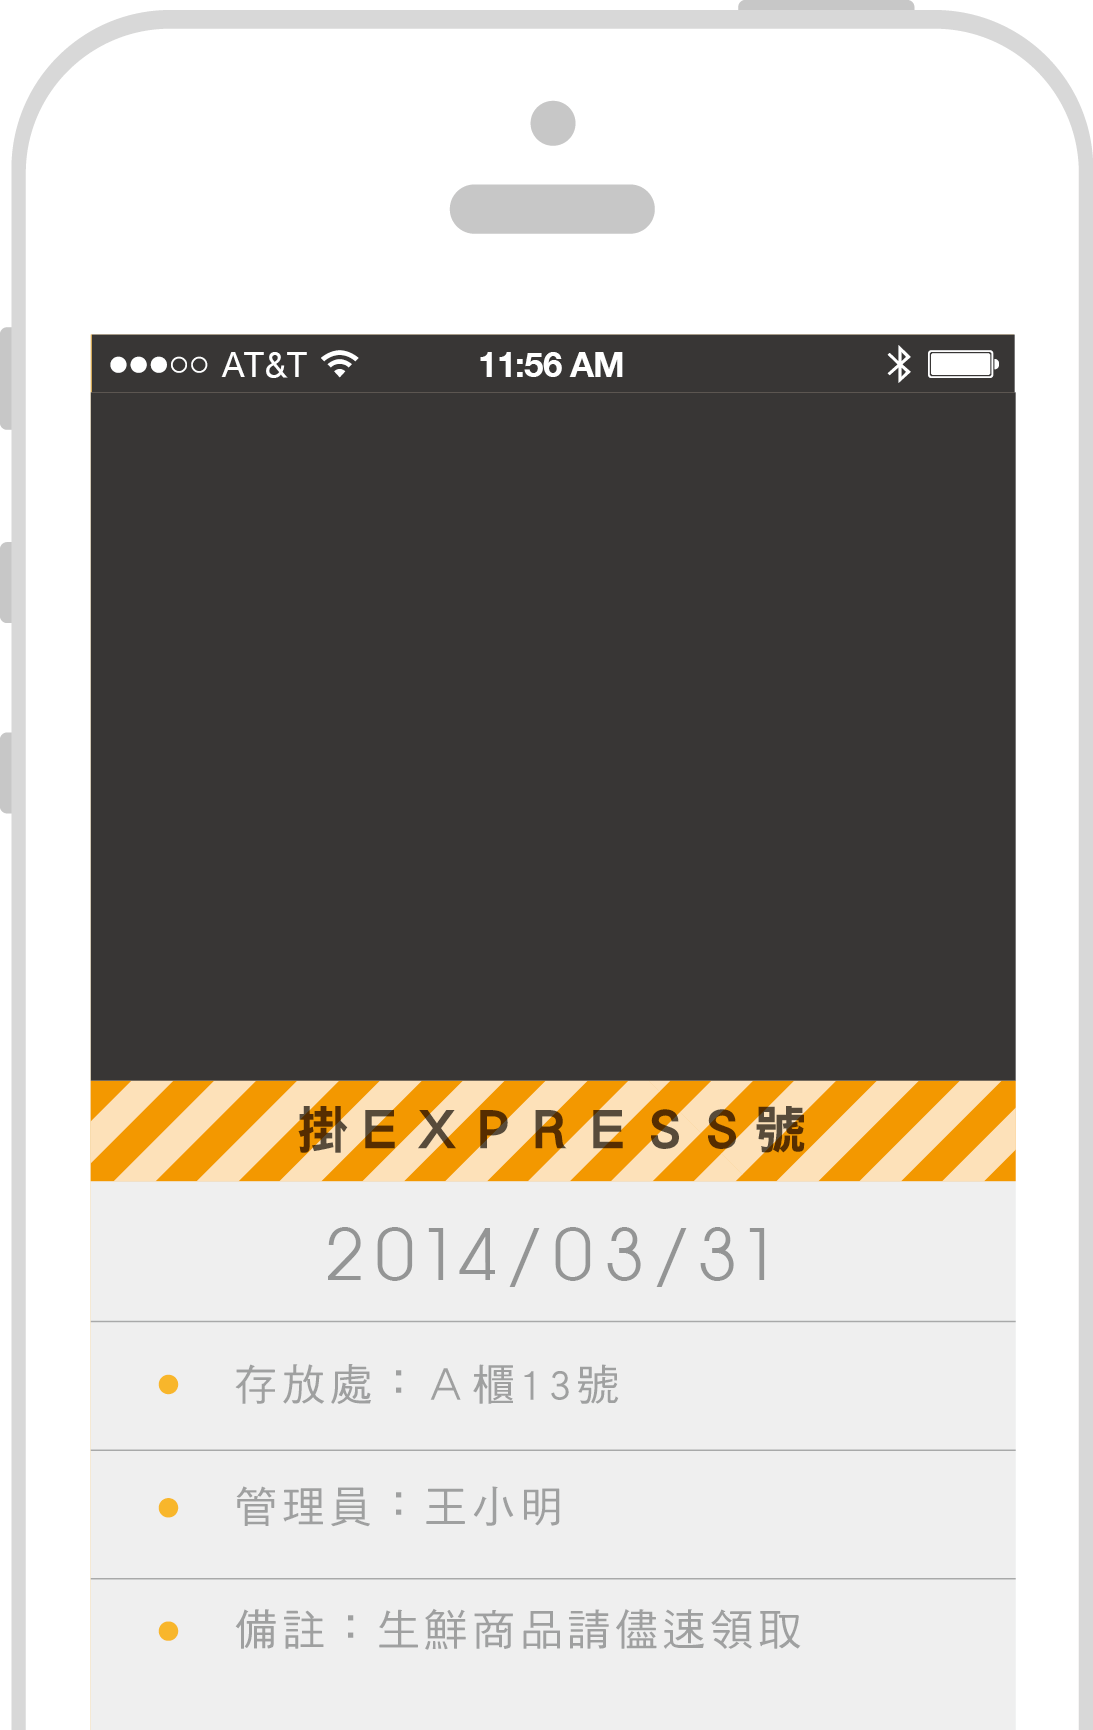 AT&T 11:56 AM
掛EXPRESS號
2014/03/31
存放處：A櫃13號
管理員：王小明
備註：生鮮商品請儘速領取